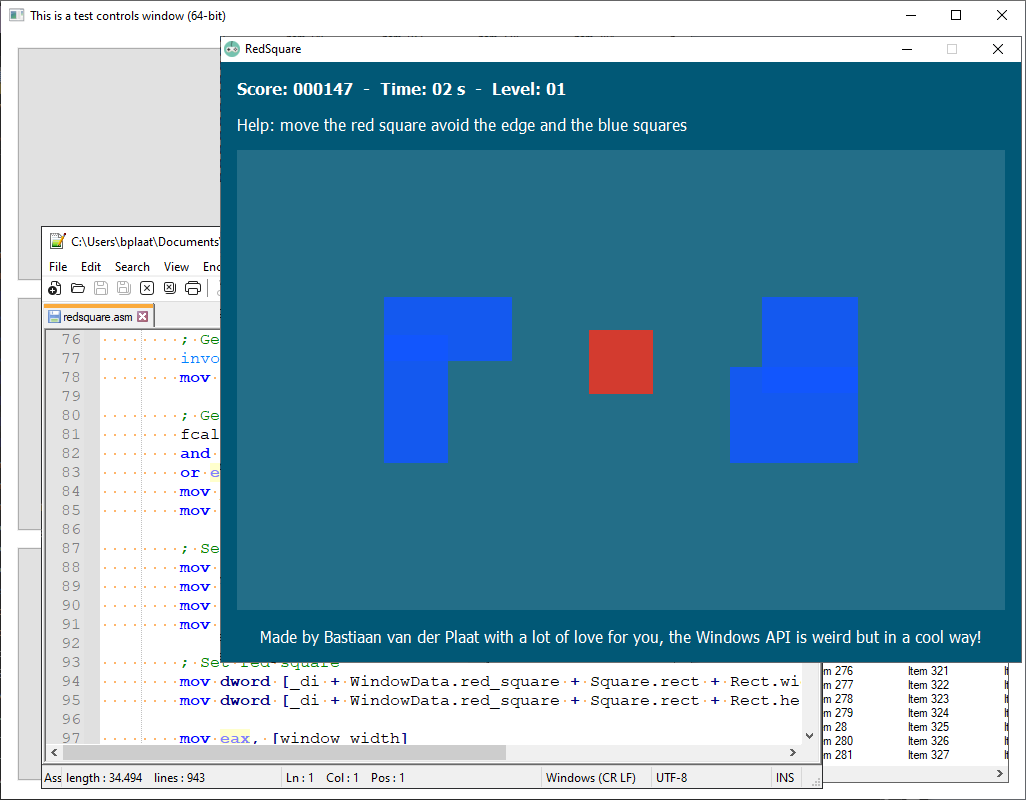 This is a test controls window (64-bit)
RedSquare
Score: 000147 - Time: 02 s - Level: 01
Help: move the red square avoid the edge and the blue squares
Made by Bastiaan van der Plaat with a lot of love for you, the Windows API is weird but in a cool way!
C:\Users\bplaat\Documents\
File Edit Search View Enc
redsquare.asm
76 ; Ge
77 invo
78 mov
79
80 ; Ge
81 fcal
82 and
83 or e
84 mov
85 mov
86
87 ; Se
88 mov
89 mov
90 mov
91 mov
92
93 ; Set red square
94 mov dword [_di + WindowData.red_square + Square.rect + Rect.wi
95 mov dword [_di + WindowData.red_square + Square.rect + Rect.he
96
97 mov eax, [window_width]
Ass length : 34.494 lines : 943 Ln : 1 Col : 1 Pos : 1 Windows (CR LF) UTF-8 INS
m 276 Item 321
m 277 Item 322
m 278 Item 323
m 279 Item 324
m 28 Item 325
m 280 Item 326
m 281 Item 327